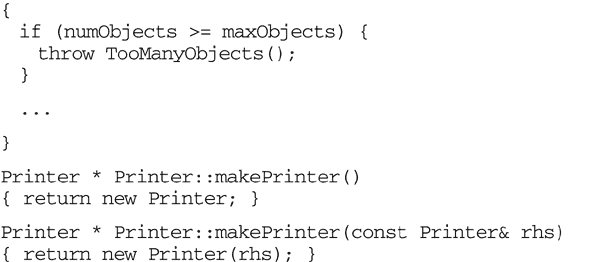 {
  if (numObjects >= maxObjects) {
    throw TooManyObjects();
  }
  ...
}
Printer * Printer::makePrinter()
{ return new Printer; }
Printer * Printer::makePrinter(const Printer& rhs)
{ return new Printer(rhs); }